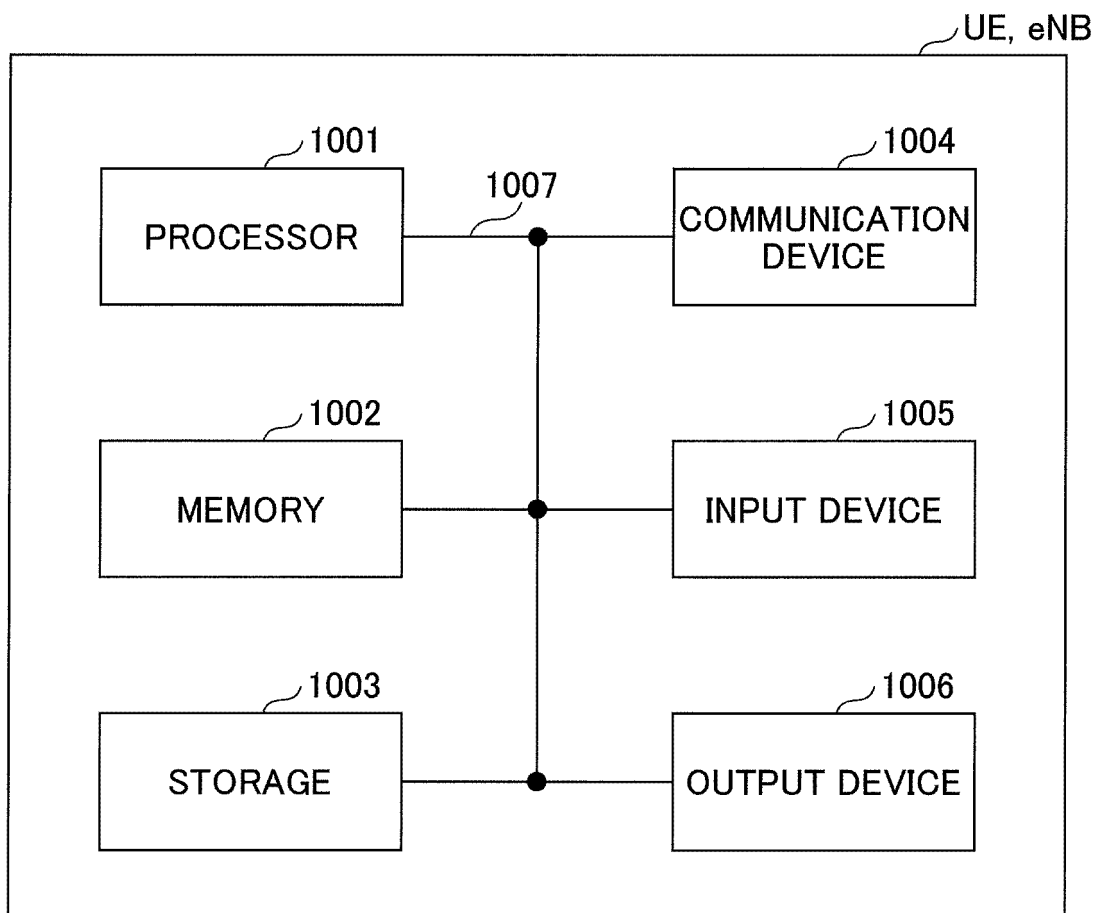 UE, eNB
1001
PROCESSOR
1007
1004
COMMUNICATION
DEVICE
1002
MEMORY
1005
INPUT DEVICE
1003
STORAGE
1006
OUTPUT DEVICE